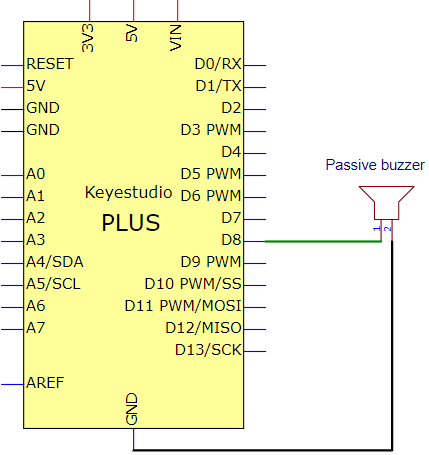 3V3
5V
VIN
RESET
D0/RX
5V
D1/TX
GND
D2
GND
D3 PWM
D4
Passive buzzer
A0
D5 PWM
A1
Keyestudio
D6 PWM
A2
PLUS
D7
1
2
A3
D8
A4/SDA
D9 PWM
A5/SCL
D10 PWM/SS
A6
D11 PWM/MOSI
A7
D12/MISO
D13/SCK
AREF
GND